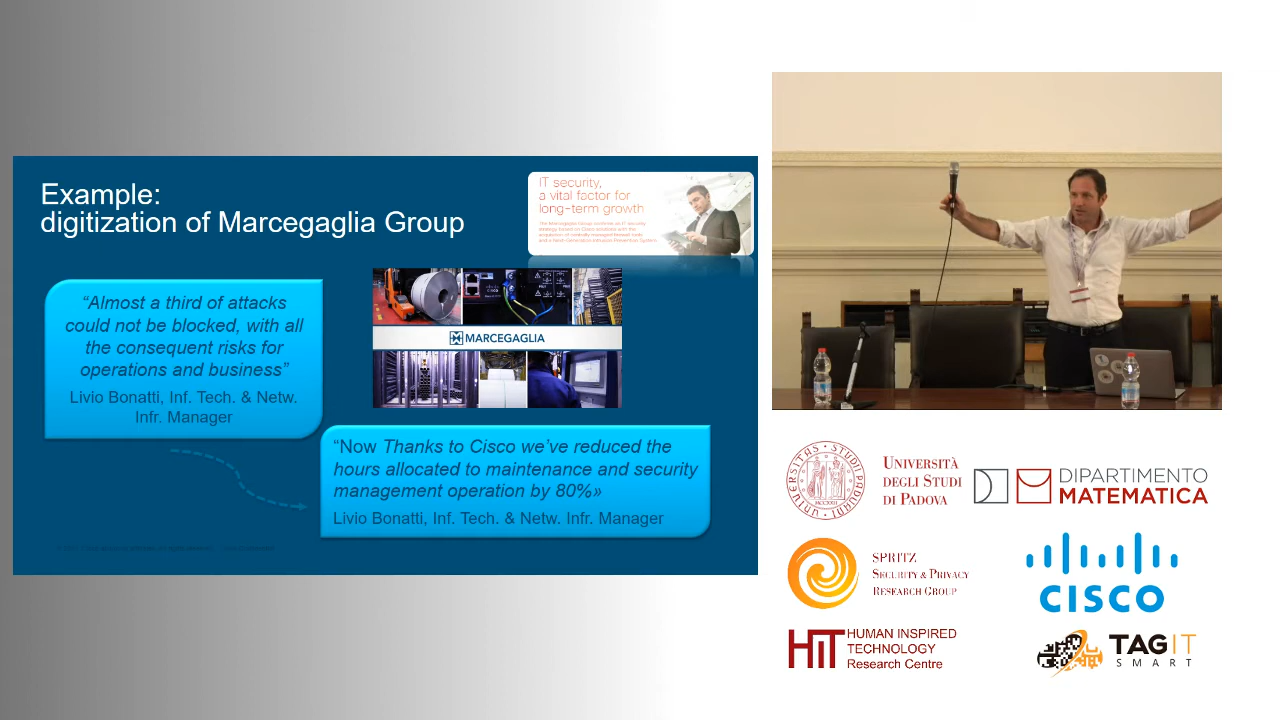 Example:
digitization of Marcegaglia Group
IT security,
a vital factor for
long-term growth
“Almost a third of attacks
could not be blocked, with all
the consequent risks for
operations and business”
Livio Bonatti, Inf. Tech. & Netw.
Infr. Manager
MARCEGAGLIA
“Now Thanks to Cisco we’ve reduced the
hours allocated to maintenance and security
management operation by 80%»
Livio Bonatti, Inf. Tech. & Netw. Infr. Manager
UNIVERSITÀ
DEGLI STUDI
DI PADOVA
DIPARTIMENTO
MATEMATICA
SPRITZ
SECURITY & PRIVACY
RESEARCH GROUP
CISCO
HIT HUMAN INSPIRED
TECHNOLOGY
Research Centre
TAGIT
SMART